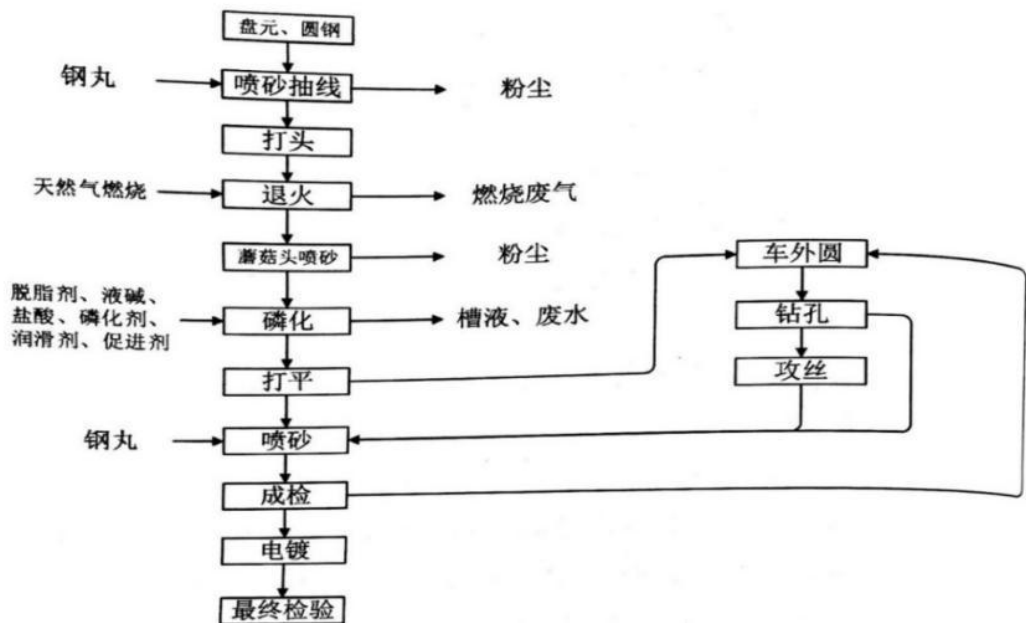 盘元、圆钢
钢丸
喷砂抽线
粉尘
打头
天然气燃烧
退火
燃烧废气
蘑菇头喷砂
粉尘
车外圆
脱脂剂、液碱、
盐酸、磷化剂、
润滑剂、促进剂
磷化
槽液、废水
钻孔
打平
攻丝
钢丸
喷砂
成检
电镀
最终检验